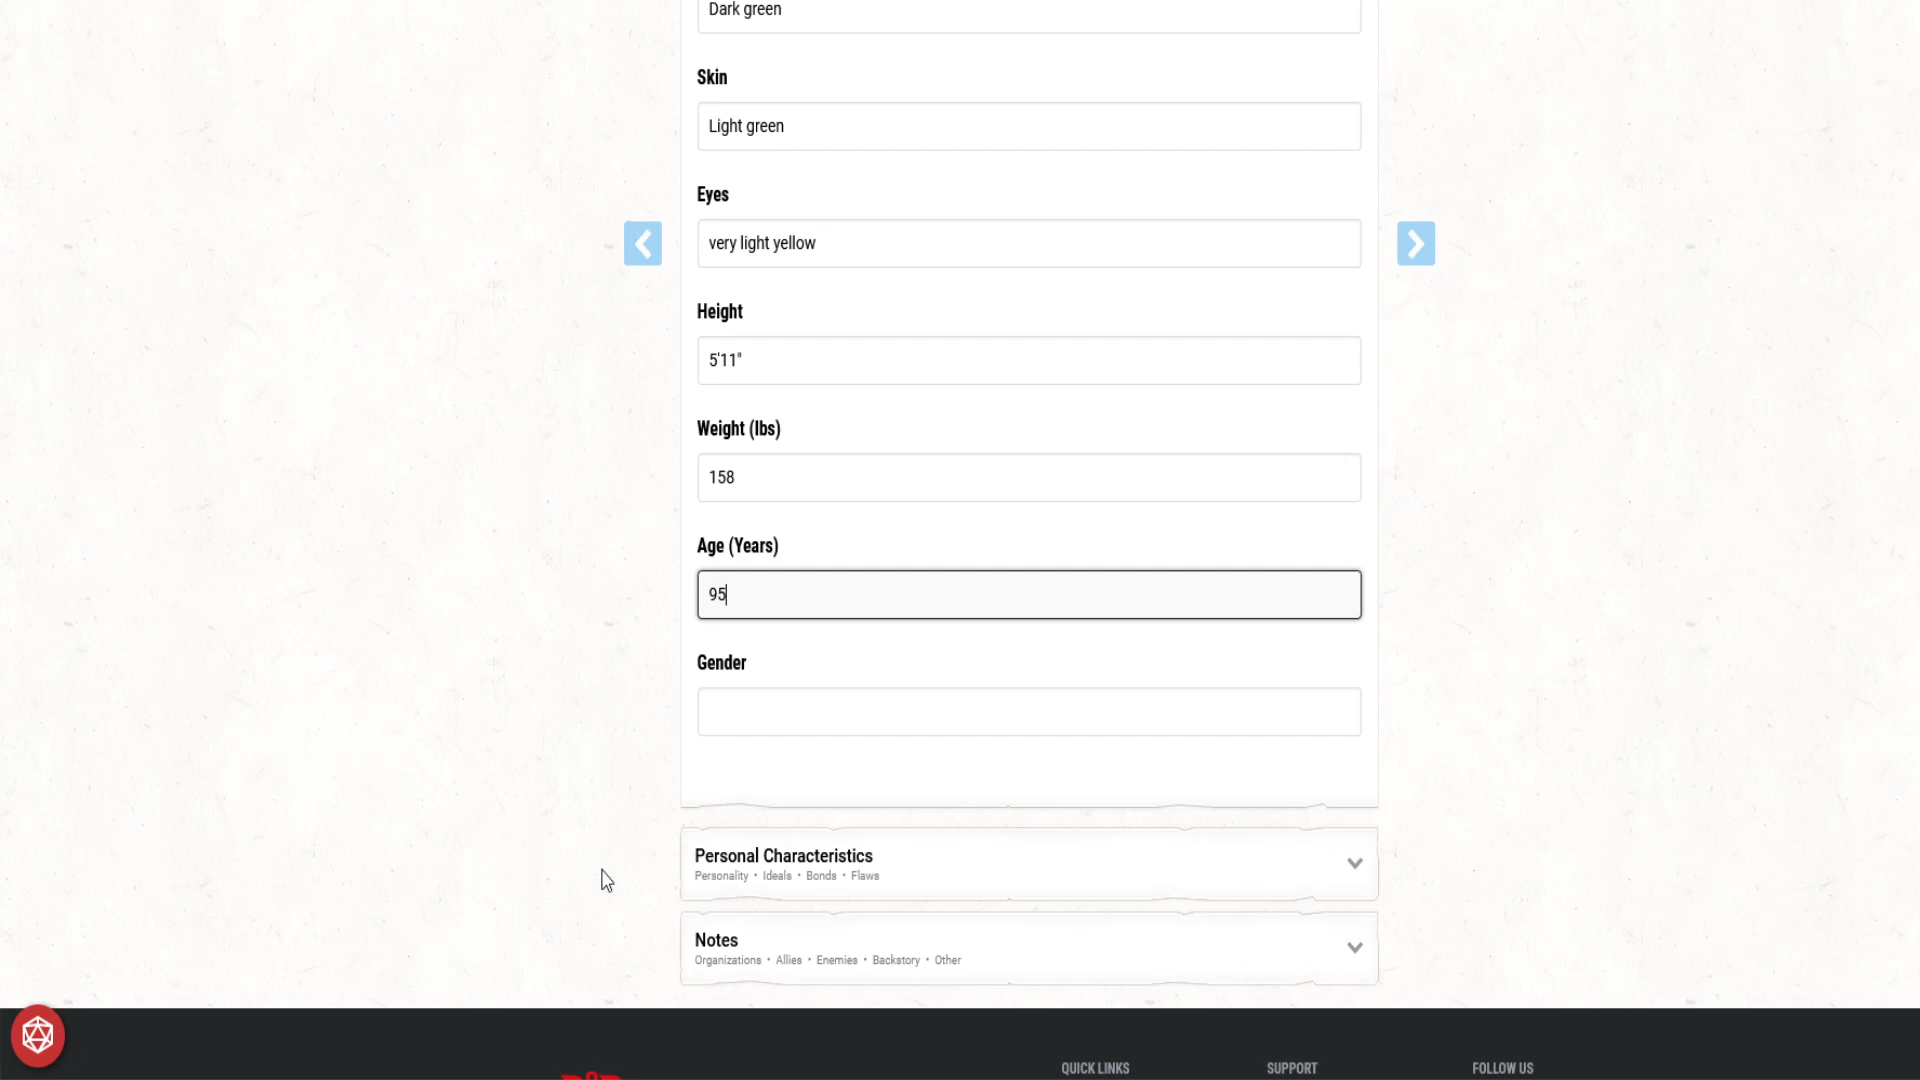 Dark green
Skin
Light green
Eyes
very light yellow
Height
5'11"
Weight (lbs)
158
Age (Years)
95
Gender
Personal Characteristics
Personality • Ideals • Bonds • Flaws
Notes
Organizations • Allies • Enemies • Backstory • Other
QUICK LINKS
SUPPORT
FOLLOW US